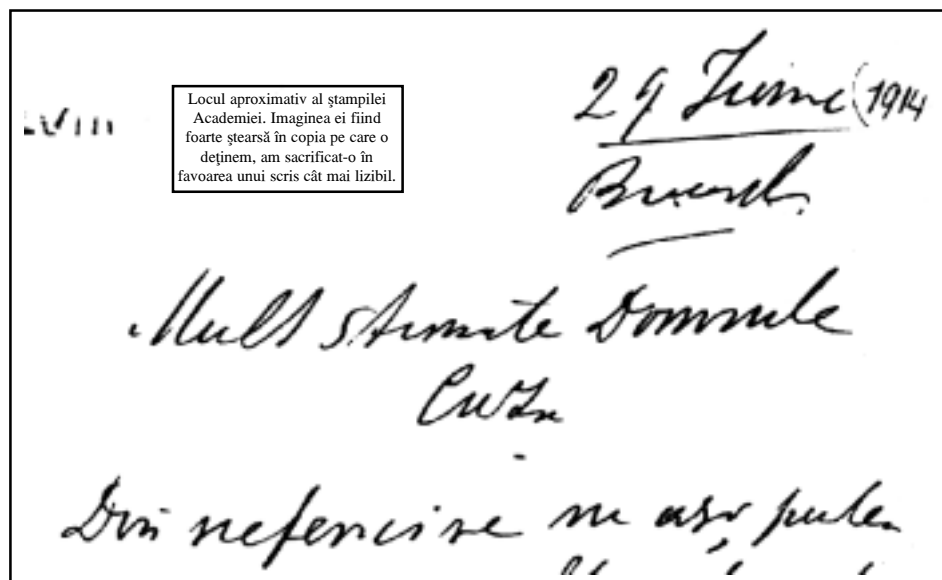 29 Iunie (1914
LVIII
Locul aproximativ al ştampilei
Academiei. Imaginea ei fiind
foarte ştearsă în copia pe care o
deţinem, am sacrificat-o în
favoarea unui scris cât mai lizibil.
Mult stimate Domnule
Cuza
Din nefericire nu aşi putea